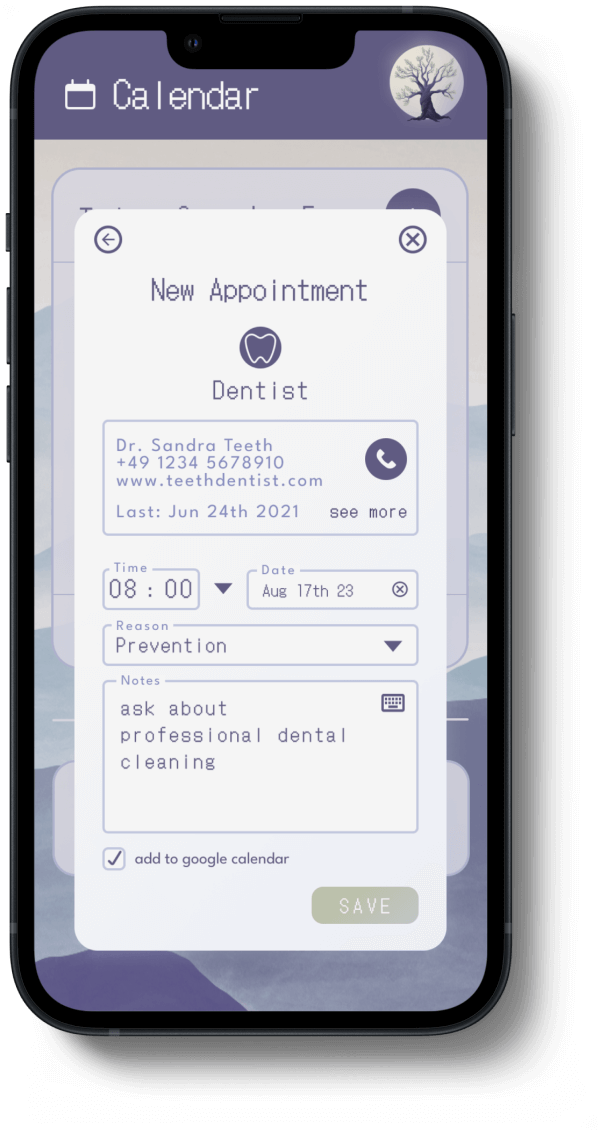 Calendar
New Appointment
Dentist
Dr. Sandra Teeth
+49 1234 5678910
www.teethdentist.com
Last: Jun 24th 2021 see more
Time
Date
08 : 00
Aug 17th 23
Reason
Prevention
Notes
ask about
professional dental
cleaning
add to google calendar
SAVE